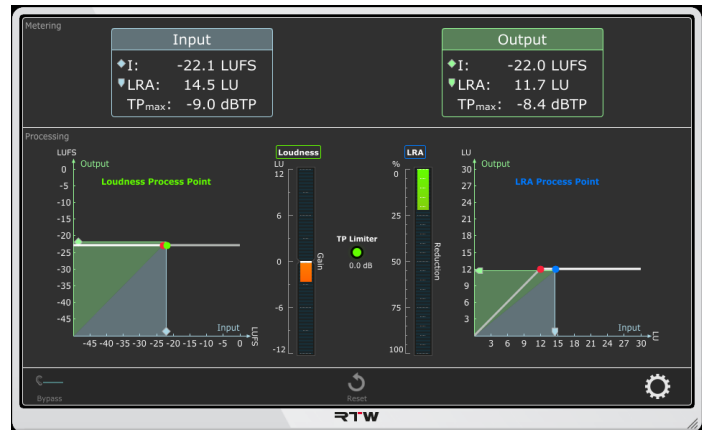 Metering
Input
I: -22.1 LUFS
LRA: 14.5 LU
TPmax: -9.0 dBTP
Output
I: -22.0 LUFS
LRA: 11.7 LU
TPmax: -8.4 dBTP
Processing
LUFS
Output
Loudness Process Point
0
-5
-10
-15
-20
-25
-30
-35
-40
-45
Input
-45 -40 -35 -30 -25 -20 -15 -10 -5 0
LUFS
Loudness
LU
12
6
0
-6
-12
Gain
TP Limiter
0.0 dB
LRA
%
0
25
50
75
100
Reduction
LU
Output
LRA Process Point
30
27
24
21
18
15
12
9
6
3
Input
3 6 9 12 15 18 21 24 27 30
LU
Bypass
Reset
RTW